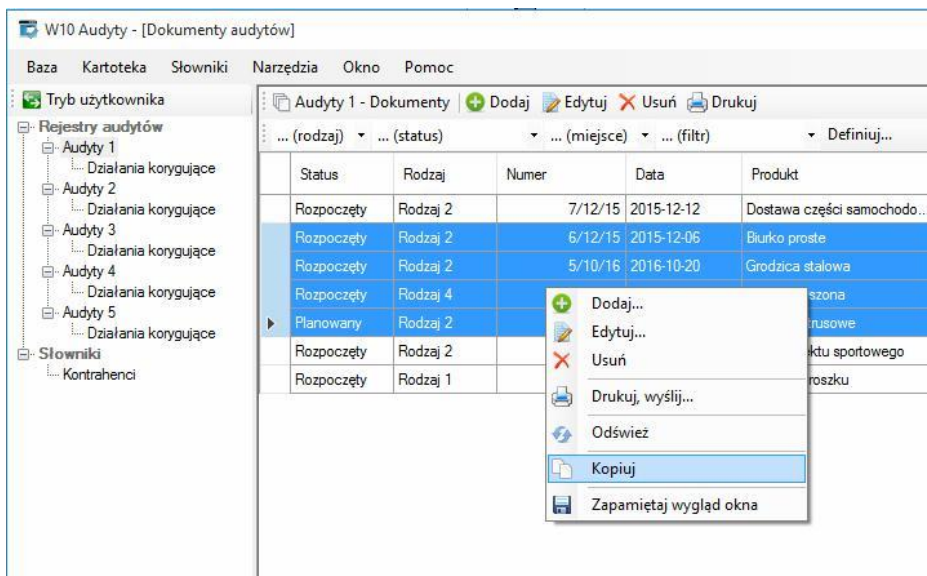 W10 Audyty - [Dokumenty audytów]
Baza Kartoteka Słowniki Narzędzia Okno Pomoc
Tryb użytkownika
Rejestry audytów
Audyty 1
Działania korygujące
Audyty 2
Działania korygujące
Audyty 3
Działania korygujące
Audyty 4
Działania korygujące
Audyty 5
Działania korygujące
Słowniki
Kontrahenci
Audyty 1 - Dokumenty Dodaj Edytuj Usuń Drukuj
... (rodzaj) ... (status) ... (miejsce) ... (filtr) Definiuj...
Status Rodzaj Numer Data Produkt
Rozpoczęty Rodzaj 2 7/12/15 2015-12-12 Dostawa części samochodo...
Rozpoczęty Rodzaj 2 6/12/15 2015-12-06 Biurko proste
Rozpoczęty Rodzaj 2 5/10/16 2016-10-20 Grodzica stalowa
Rozpoczęty Rodzaj 4 szona
Planowany Rodzaj 2 trusowe
Rozpoczęty Rodzaj 2 ktu sportowego
Rozpoczęty Rodzaj 1 roszku
Dodaj...
Edytuj...
Usuń
Drukuj, wyślij...
Odśwież
Kopiuj
Zapamiętaj wygląd okna